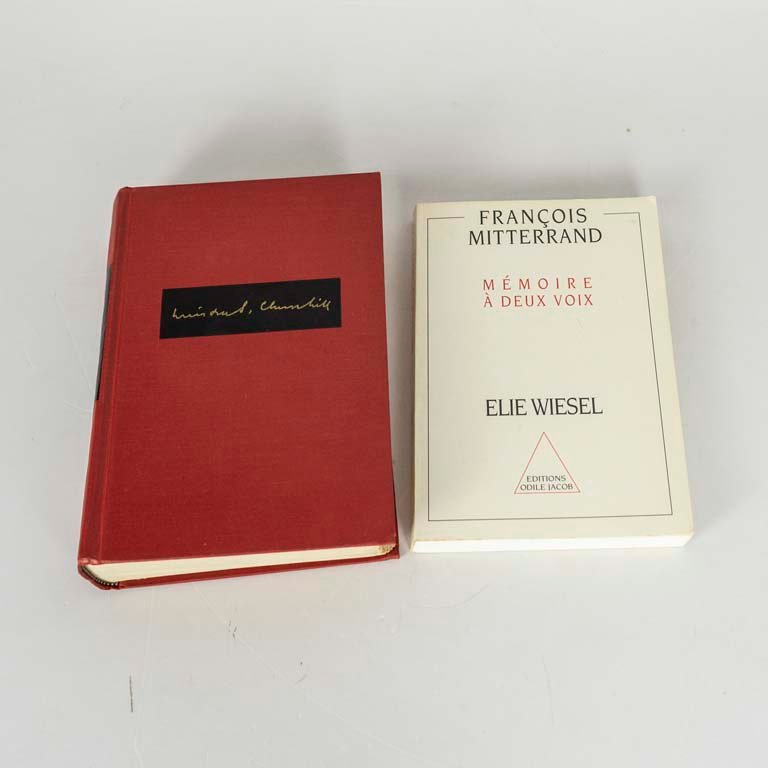 Winston S. Churchill
FRANÇOIS
MITTERRAND
MÉMOIRE
À DEUX VOIX
ELIE WIESEL
EDITIONS
ODILE JACOB